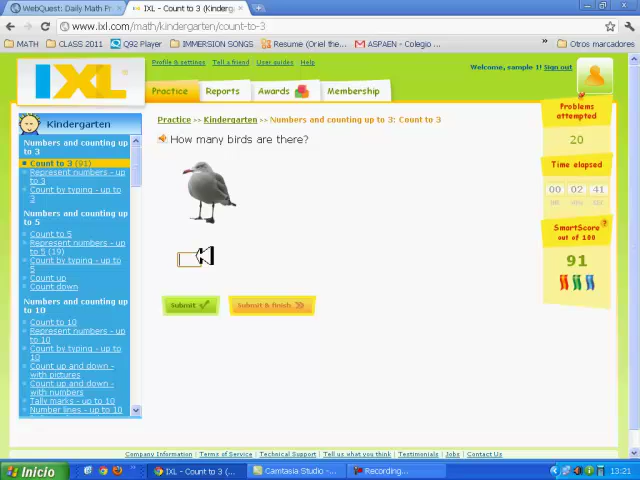 WebQuest: Daily Math Pr
IXL - Count to 3 (Kinderg
www.ixl.com/math/kindergarten/count-to-3
MATH
CLASS 2011
Q92 Player
IMMERSION SONGS
Resume (Oriel the
ASPAEN - Colegio
Otros marcadores
IXL
Profile & settings
Tell a friend
User guides
Help
Welcome, sample 1!
Sign out
Practice
Reports
Awards
Membership
Kindergarten
Numbers and counting up to 3
Count to 3 (91)
Represent numbers - up to 3
Count by typing - up to 3
Numbers and counting up to 5
Count to 5
Represent numbers - up to 5 (19)
Count by typing - up to 5
Count up
Count down
Numbers and counting up to 10
Count to 10
Represent numbers - up to 10
Count by typing - up to 10
Count up and down - with pictures
Count up and down - with numbers
Tally marks - up to 10
Number lines - up to 10
Practice >> Kindergarten >> Numbers and counting up to 3: Count to 3
How many birds are there?
Submit
Submit & finish
Problems attempted
20
Time elapsed
00 02 41
HR MIN SEC
SmartScore
out of 100 ?
91
Company Information | Terms of Service | Technical Support | Tell us what you think | Testimonials | Jobs | Contact Us
Inicio
IXL - Count to 3 (...
Camtasia Studio - ...
Recording...
13:21